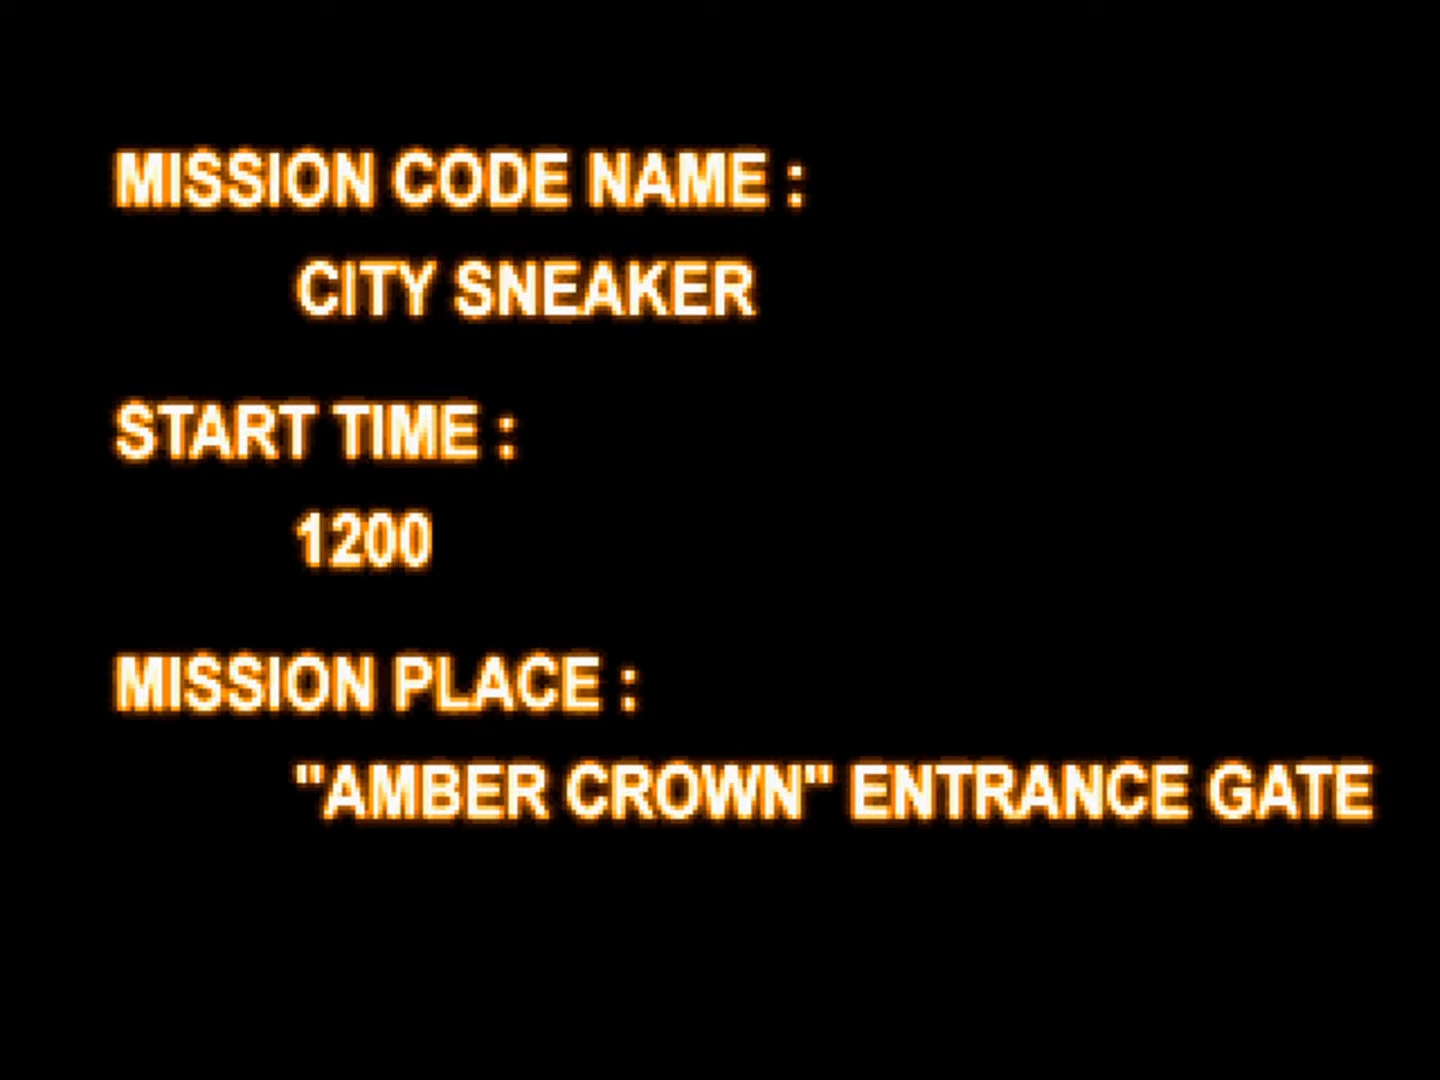 MISSION CODE NAME :
CITY SNEAKER
START TIME :
1200
MISSION PLACE :
"AMBER CROWN" ENTRANCE GATE